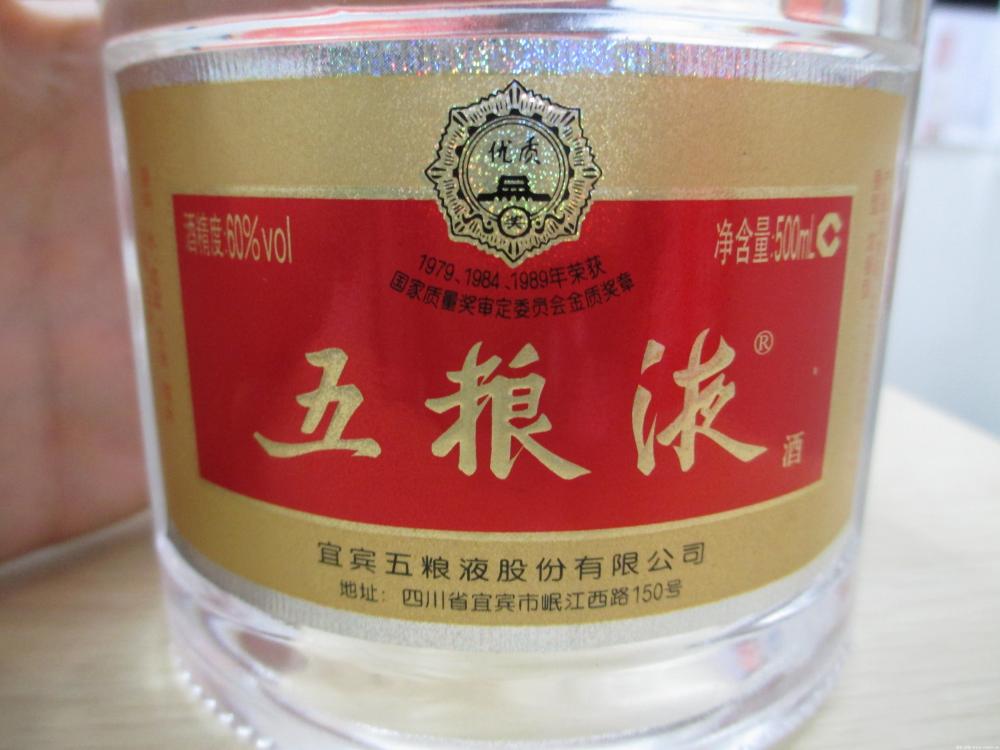 优质
奖
酒精度:60%vol
净含量:500mL
1979、1984、1989年荣获
国家质量奖审定委员会金质奖章
五粮液®
酒
宜宾五粮液股份有限公司
地址：四川省宜宾市岷江西路150号